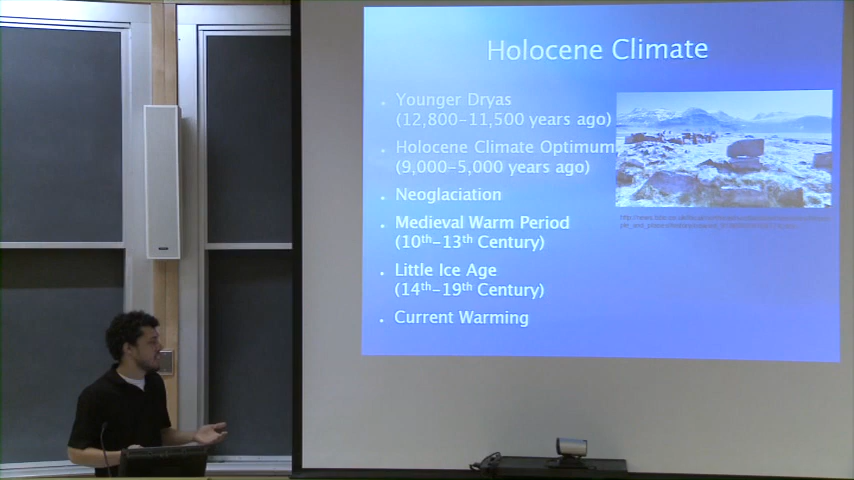 Holocene Climate
Younger Dryas
(12,800–11,500 years ago)
Holocene Climate Optimum
(9,000–5,000 years ago)
Neoglaciation
Medieval Warm Period
(10th–13th Century)
Little Ice Age
(14th–19th Century)
Current Warming